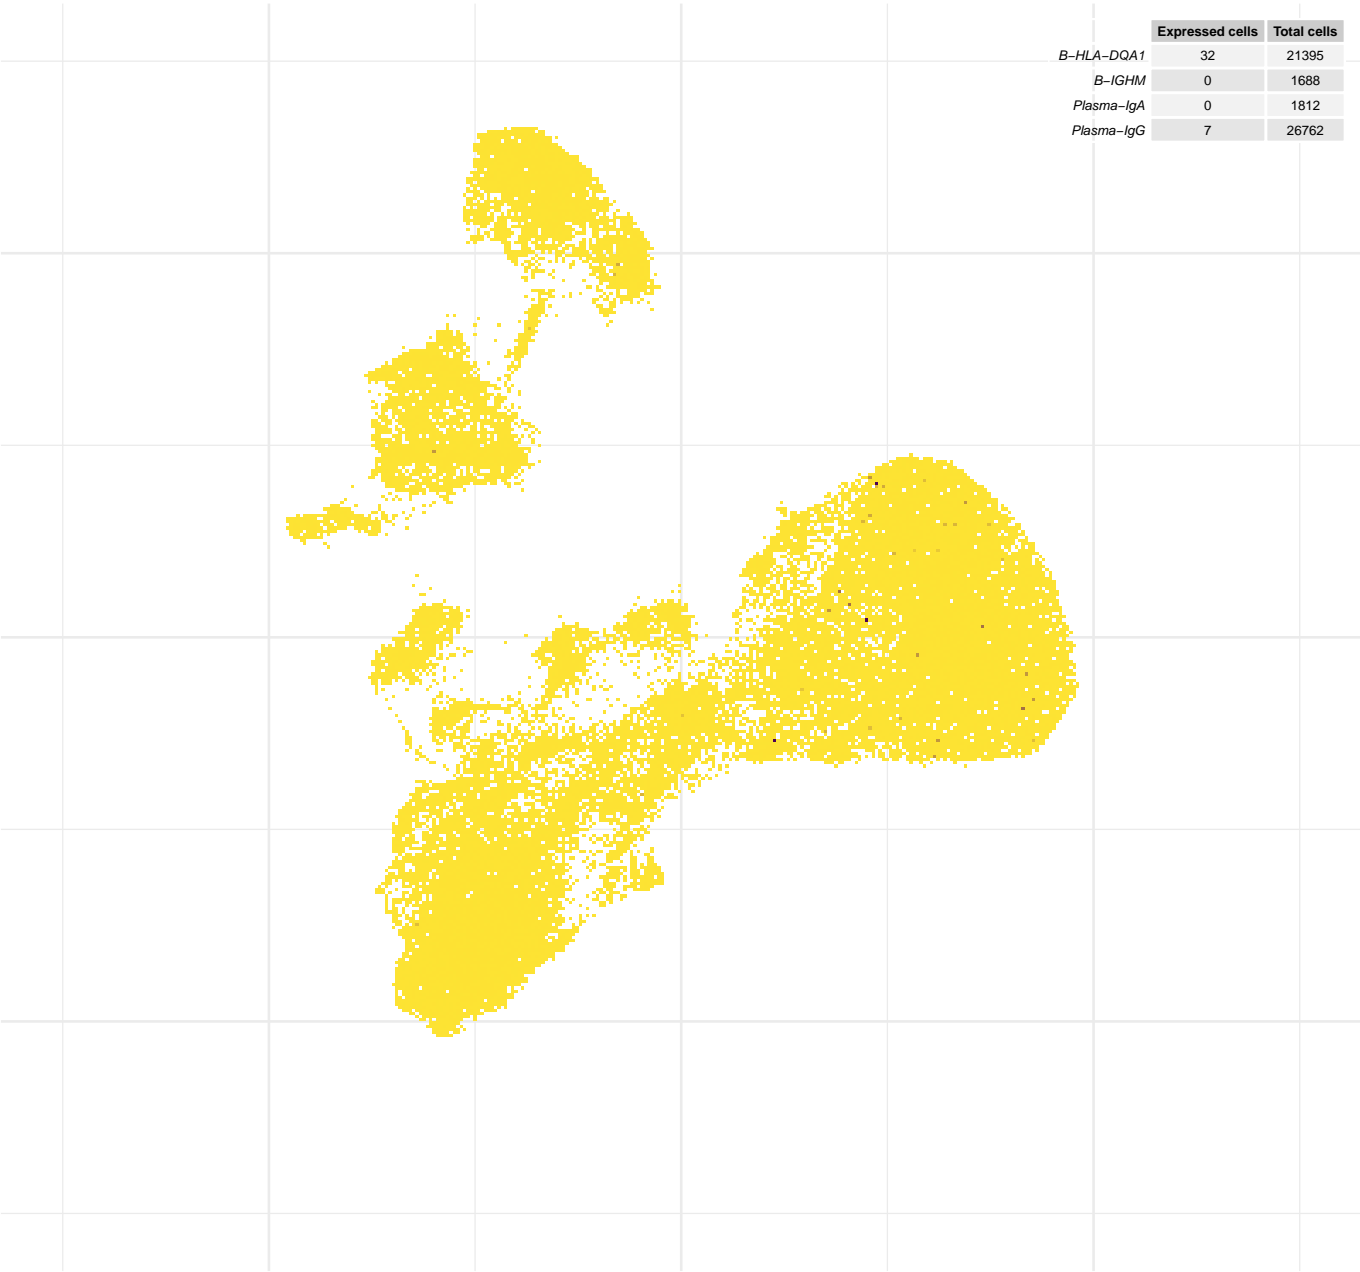 Expressed cells Total cells
B−HLA−DQA1 32 21395
B−IGHM 0 1688
Plasma−IgA 0 1812
Plasma−IgG 7 26762